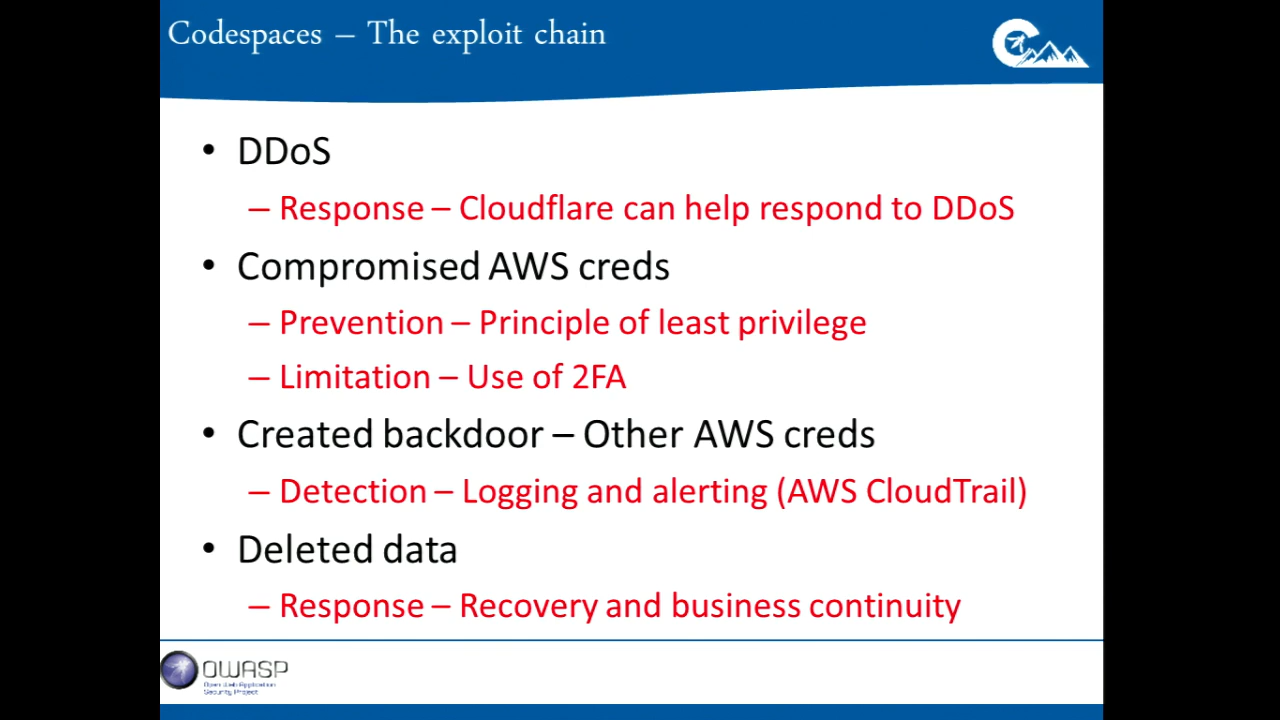 Codespaces – The exploit chain
• DDoS
– Response – Cloudflare can help respond to DDoS
• Compromised AWS creds
– Prevention – Principle of least privilege
– Limitation – Use of 2FA
• Created backdoor – Other AWS creds
– Detection – Logging and alerting (AWS CloudTrail)
• Deleted data
– Response – Recovery and business continuity
OWASP
Open Web Application
Security Project